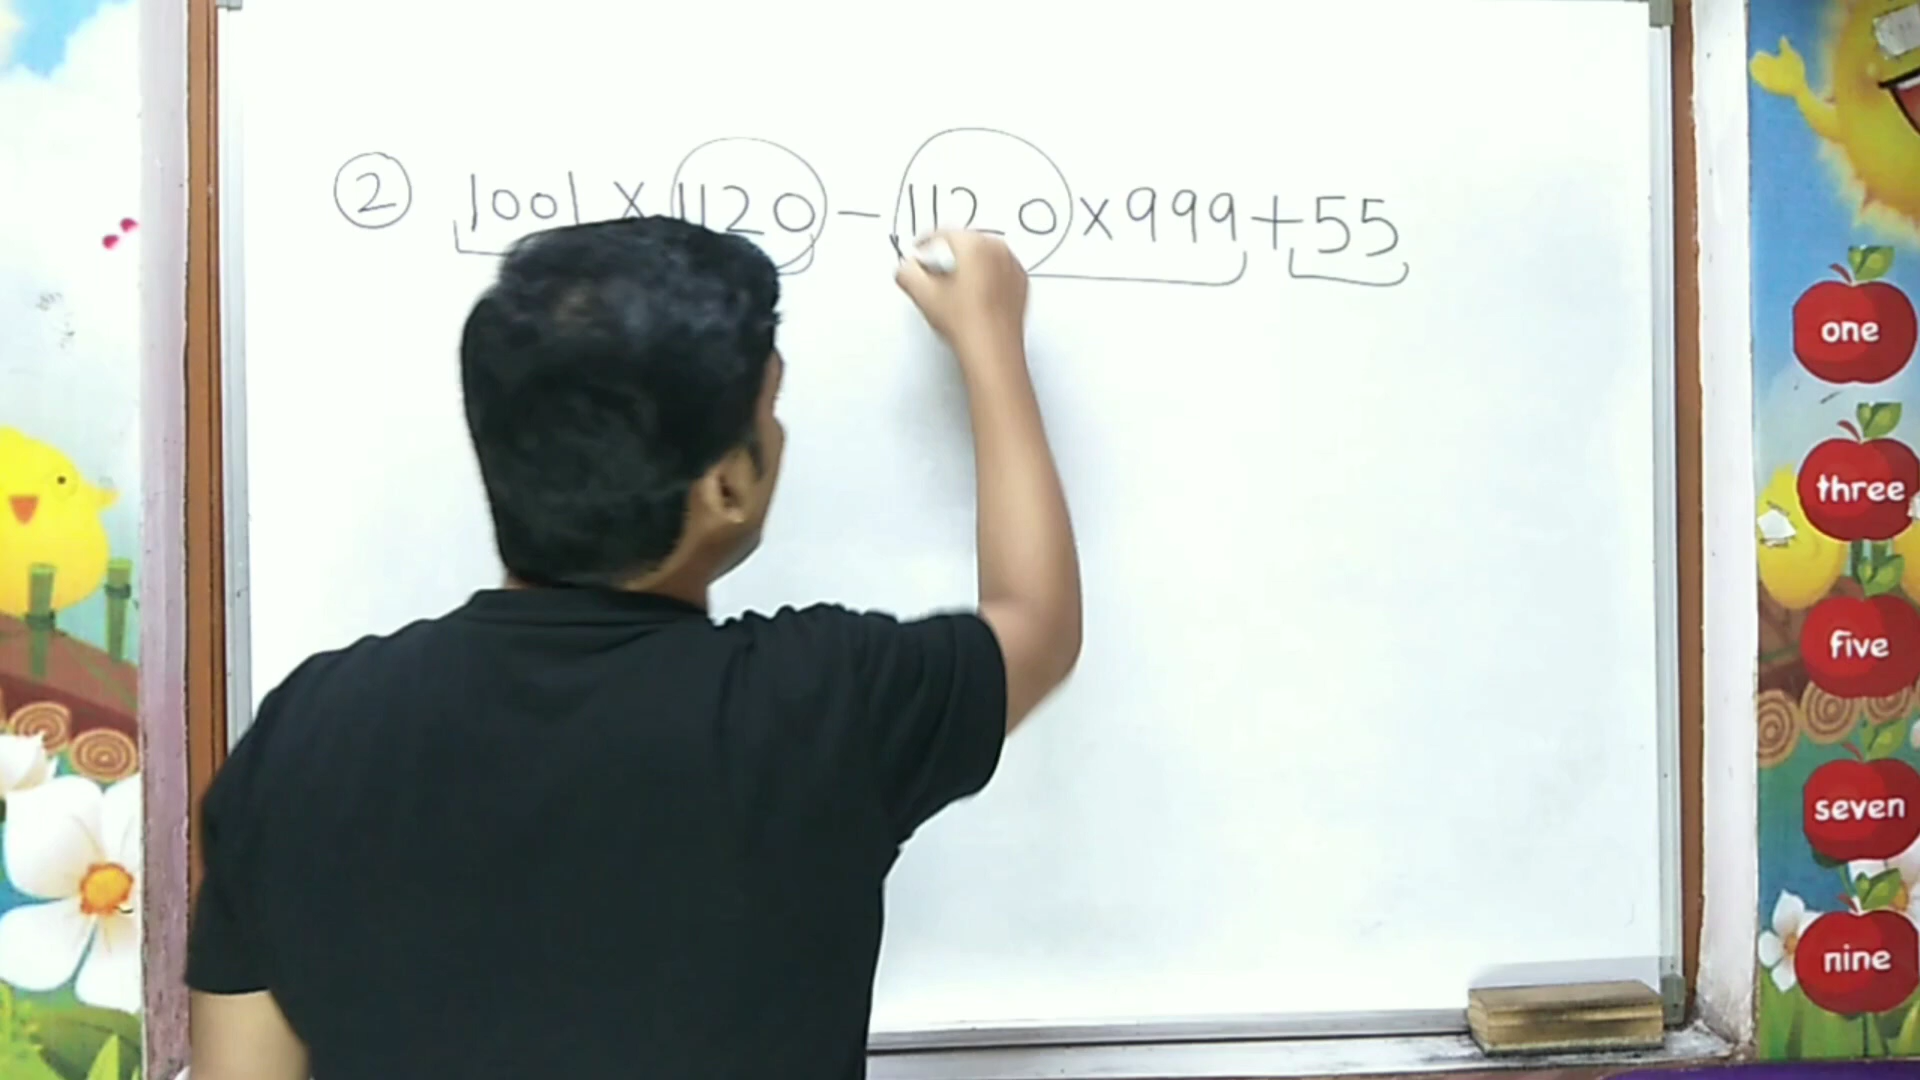 ② 1001 × 1120 - 1120 × 999 + 55
one
three
five
seven
nine